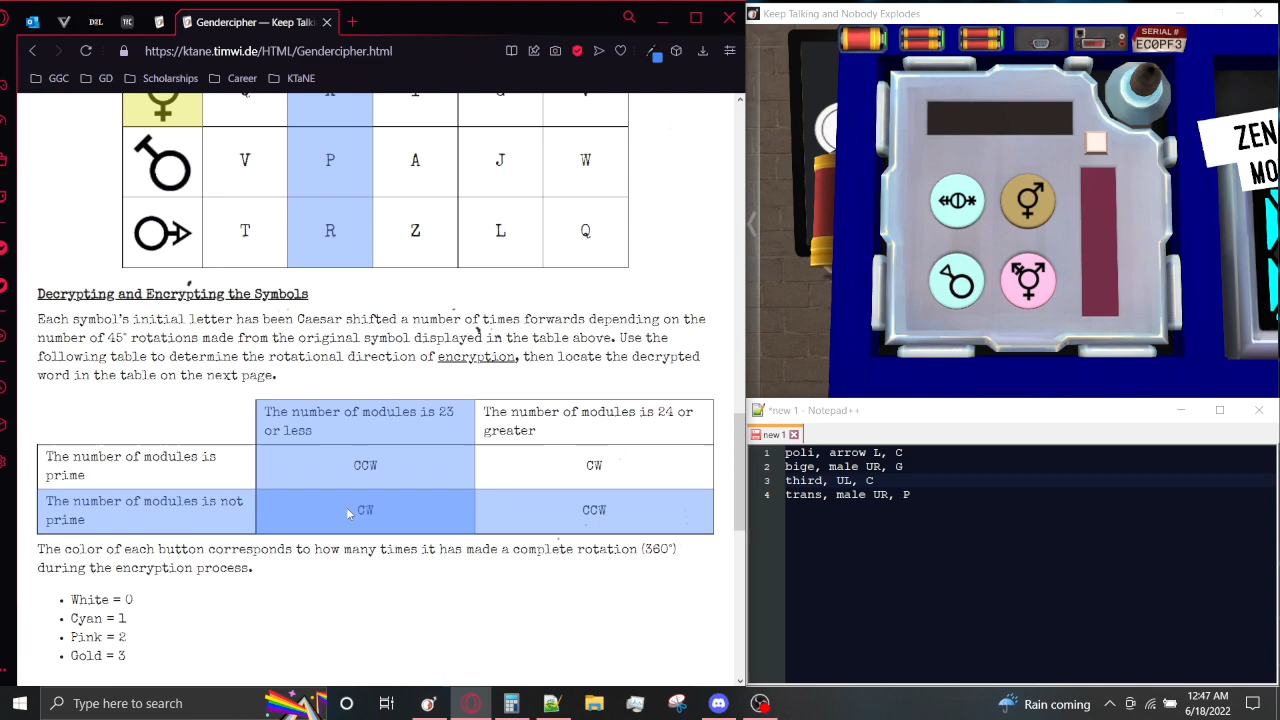 Gendercipher — Keep Talk
Keep Talking and Nobody Explodes
https://ktane.timwi.de/HTML/Gendercipher.html
GGC
GD
Scholarships
Career
KTaNE
SERIAL #
EC0PF3
V P A J W
T R Z L Q
ZEN
MO
Decrypting and Encrypting the Symbols
Each symbol's initial letter has been Caesar shifted a number of times forwards depending on the
number of 45° rotations made from the original symbol displayed in the table above. Use the
following table to determine the rotational direction of encryption, then locate the decrypted
word in the table on the next page.
The number of modules is 23
or less
The number of modules is 24 or
greater
The number of modules is
prime
CCW
CW
The number of modules is not
prime
CW
CCW
The color of each button corresponds to how many times it has made a complete rotation (360°)
during the encryption process.
• White = 0
• Cyan = 1
• Pink = 2
• Gold = 3
*new 1 - Notepad++
new 1
1 poli, arrow L, C
2 bige, male UR, G
3 third, UL, C
4 trans, male UR, P
Type here to search
Rain coming
12:47 AM
6/18/2022